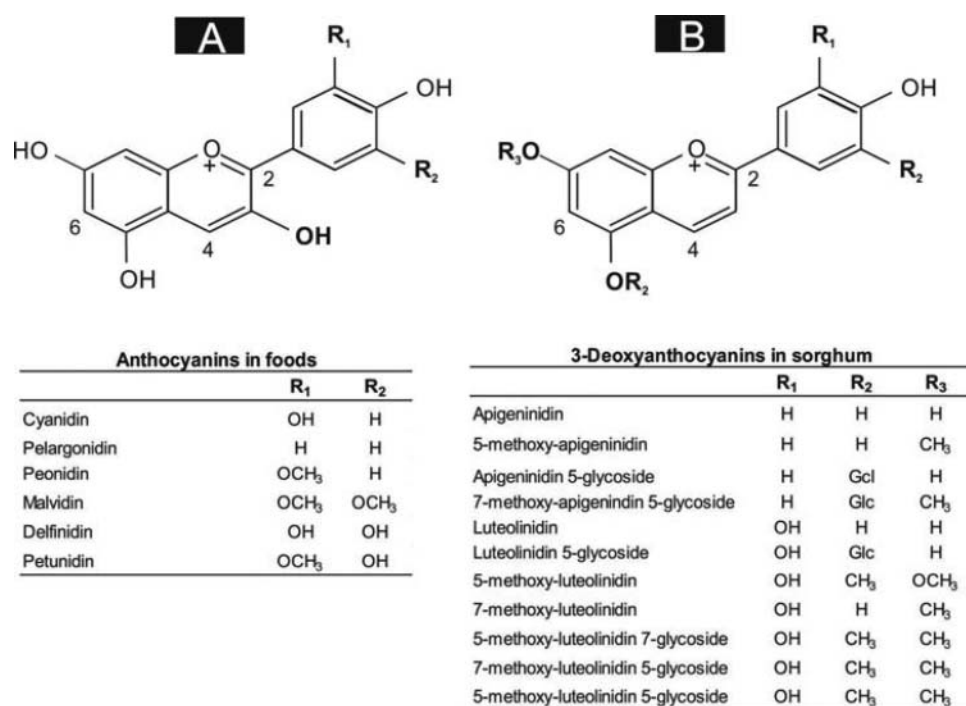 A
R₁
OH
HO
O
+
2
R₂
6
4
OH
OH
B
R₁
OH
R₃O
O
+
2
R₂
6
4
OR₂
Anthocyanins in foods
R₁ R₂
Cyanidin OH H
Pelargonidin H H
Peonidin OCH₃ H
Malvidin OCH₃ OCH₃
Delfinidin OH OH
Petunidin OCH₃ OH
3-Deoxyanthocyanins in sorghum
R₁ R₂ R₃
Apigeninidin H H H
5-methoxy-apigeninidin H H CH₃
Apigeninidin 5-glycoside H Gcl H
7-methoxy-apigenindin 5-glycoside H Glc CH₃
Luteolinidin OH H H
Luteolinidin 5-glycoside OH Glc H
5-methoxy-luteolinidin OH CH₃ OCH₃
7-methoxy-luteolinidin OH H CH₃
5-methoxy-luteolinidin 7-glycoside OH CH₃ CH₃
7-methoxy-luteolinidin 5-glycoside OH CH₃ CH₃
5-methoxy-luteolinidin 5-glycoside OH CH₃ CH₃